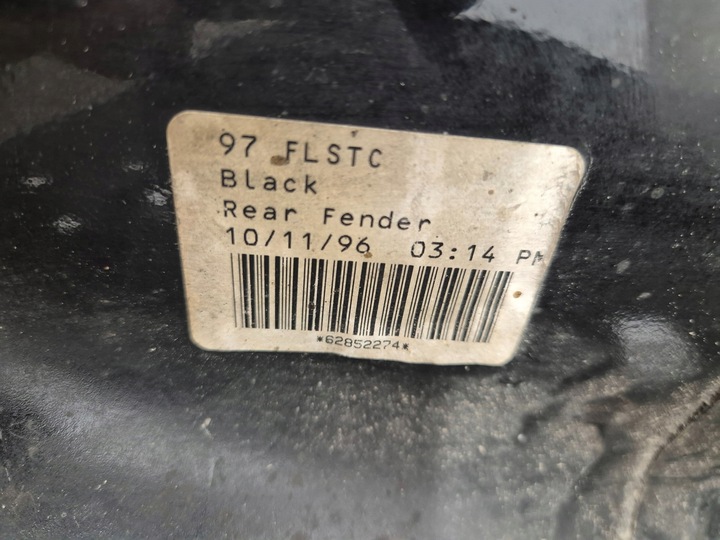 97 FLSTC
Black
Rear Fender
10/11/96 03:14 PM
*62852274*